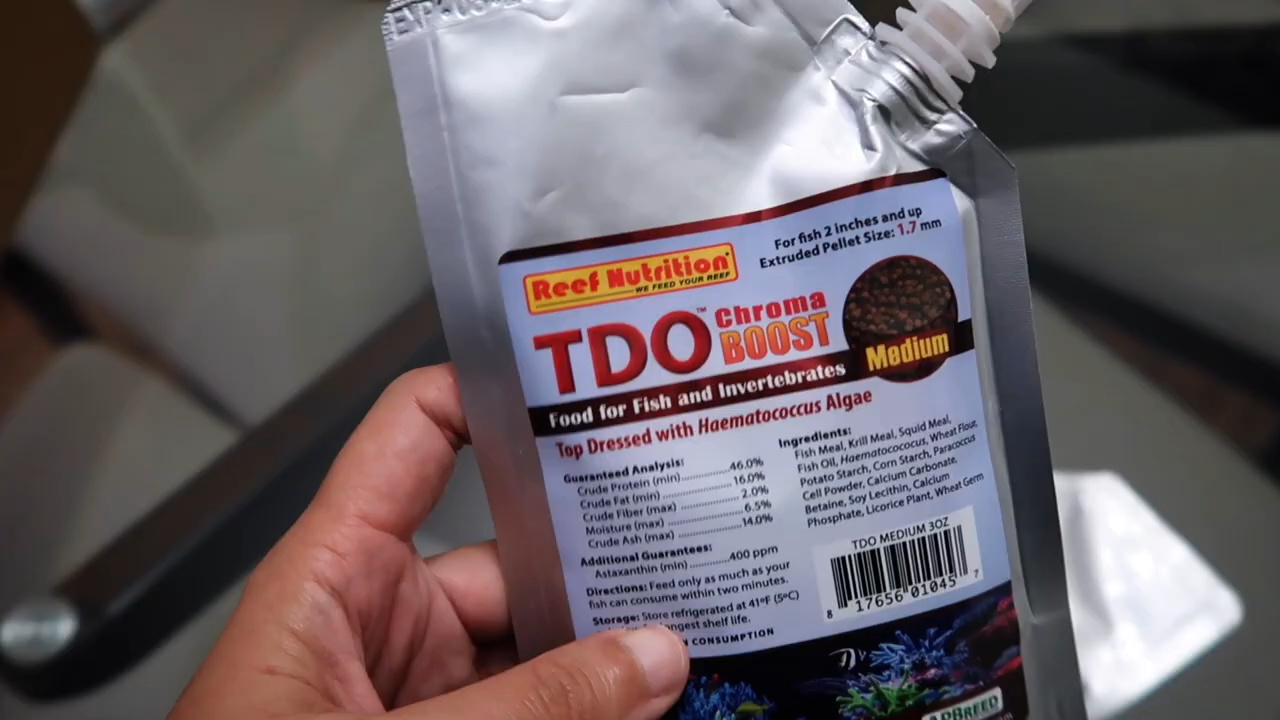 For fish 2 inches and up
Extruded Pellet Size: 1.7 mm
Reef Nutrition
WE FEED YOUR REEF
TDO™ Chroma BOOST
Medium
Food for Fish and Invertebrates
Top Dressed with Haematococcus Algae
Guaranteed Analysis:
Crude Protein (min)..............46.0%
Crude Fat (min) ..................16.0%
Crude Fiber (max) ..............2.0%
Moisture (max) ..................6.5%
Crude Ash (max) ................14.0%
Additional Guarantees:
Astaxanthin (min) ...........400 ppm
Directions: Feed only as much as your
fish can consume within two minutes.
Storage: Store refrigerated at 41ºF (5ºC)
longest shelf life.
CONSUMPTION
Ingredients:
Fish Meal, Krill Meal, Squid Meal,
Fish Oil, Haematococcus, Wheat Flour,
Potato Starch, Corn Starch, Paracoccus
Cell Powder, Calcium Carbonate,
Betaine, Soy Lecithin, Calcium
Phosphate, Licorice Plant, Wheat Germ
TDO MEDIUM 3OZ
8 17656 01045 7